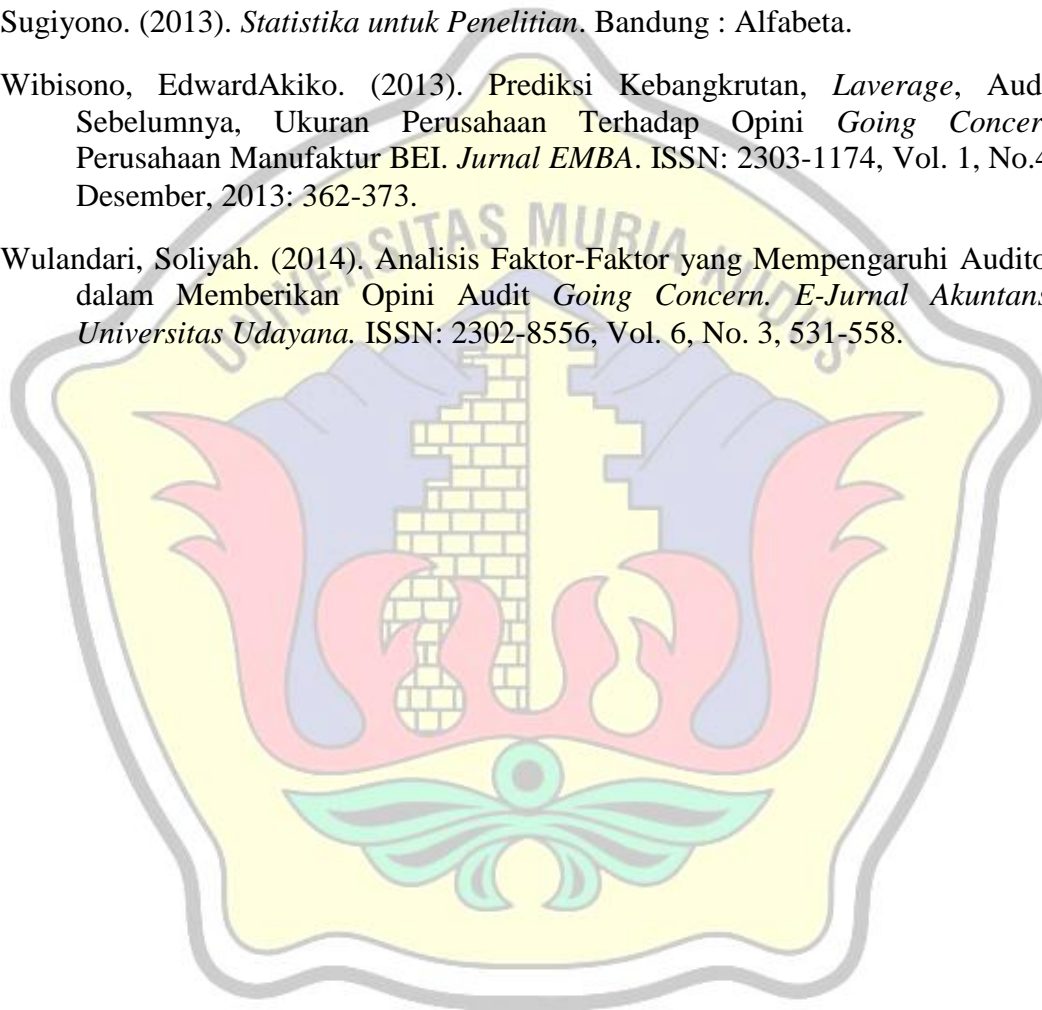 Sugiyono. (2013). Statistika untuk Penelitian. Bandung : Alfabeta.
Wibisono, EdwardAkiko. (2013). Prediksi Kebangkrutan, Laverage, Aud
Sebelumnya, Ukuran Perusahaan Terhadap Opini Going Concer
Perusahaan Manufaktur BEI. Jurnal EMBA. ISSN: 2303-1174, Vol. 1, No.4
Desember, 2013: 362-373.
Wulandari, Soliyah. (2014). Analisis Faktor-Faktor yang Mempengaruhi Audito
dalam Memberikan Opini Audit Going Concern. E-Jurnal Akuntans
Universitas Udayana. ISSN: 2302-8556, Vol. 6, No. 3, 531-558.
UNIVERSITAS MURIA KUDUS